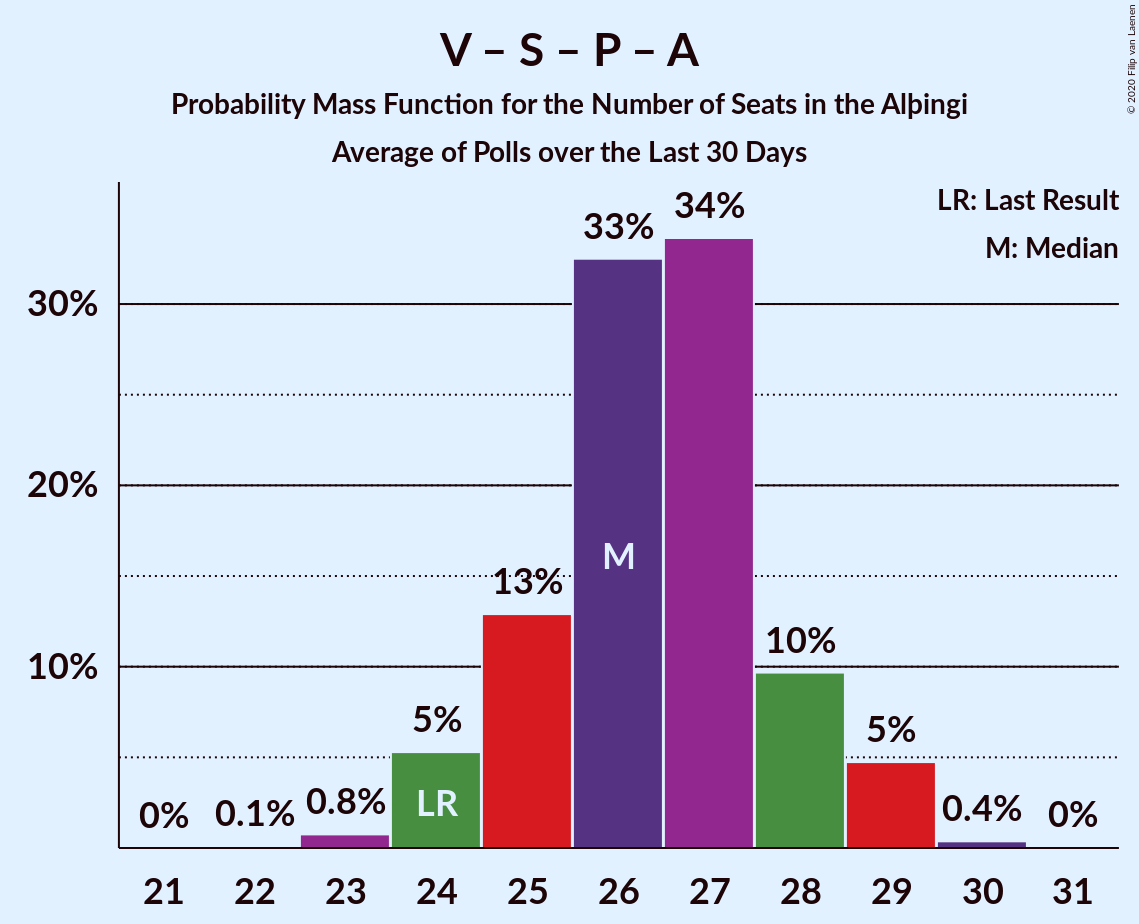 V – S – P – A
Probability Mass Function for the Number of Seats in the Alþingi
Average of Polls over the Last 30 Days
© 2020 Filip van Laenen
LR: Last Result
M: Median
34%
33%
30%
20%
M
13%
10%
10%
5%
5%
LR
0%
0.1%
0.8%
0.4%
0%
21 22 23 24 25 26 27 28 29 30 31